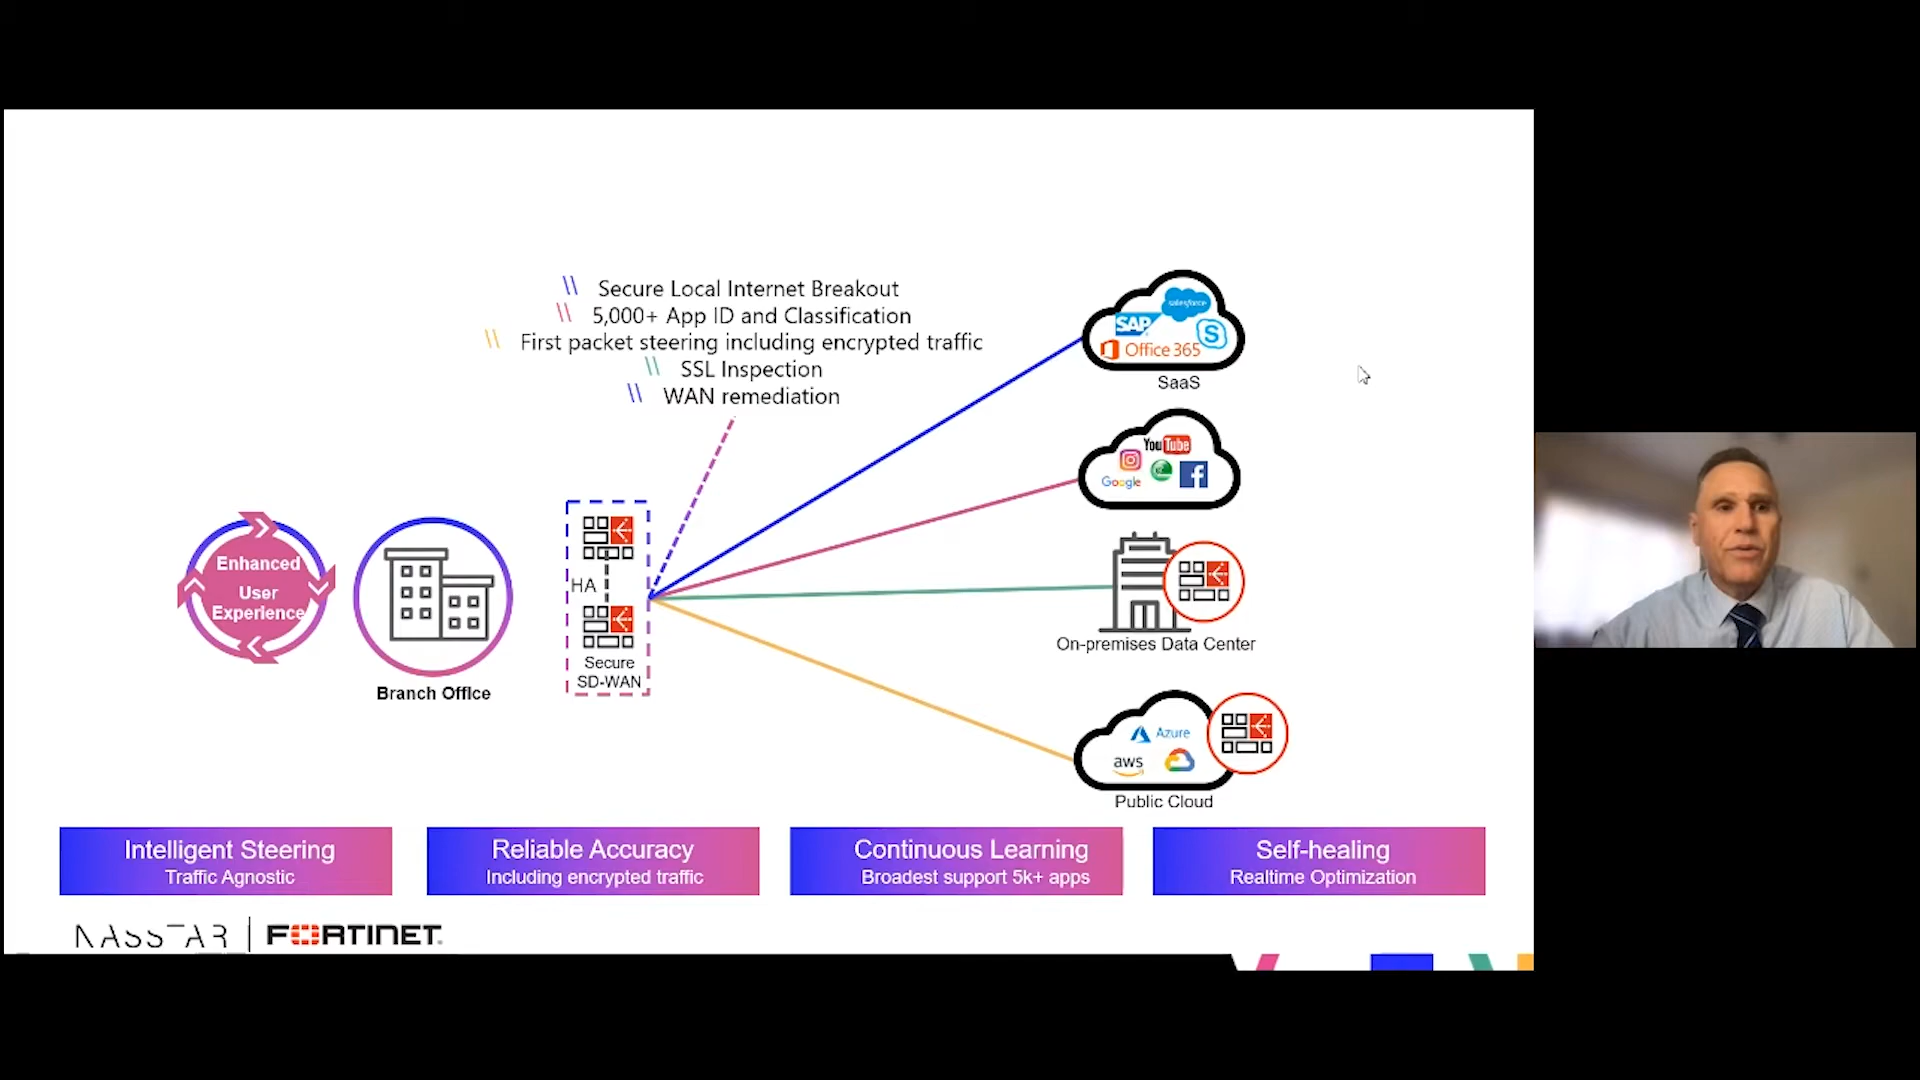 Secure Local Internet Breakout
5,000+ App ID and Classification
First packet steering including encrypted traffic
SSL Inspection
WAN remediation
salesforce
SAP
S
Office 365
SaaS
YouTube
Google
f
Enhanced
User
Experience
Branch Office
HA
Secure
SD-WAN
On-premises Data Center
Azure
aws
Public Cloud
Intelligent Steering
Traffic Agnostic
Reliable Accuracy
Including encrypted traffic
Continuous Learning
Broadest support 5k+ apps
Self-healing
Realtime Optimization
NASSTAR | FORTINET